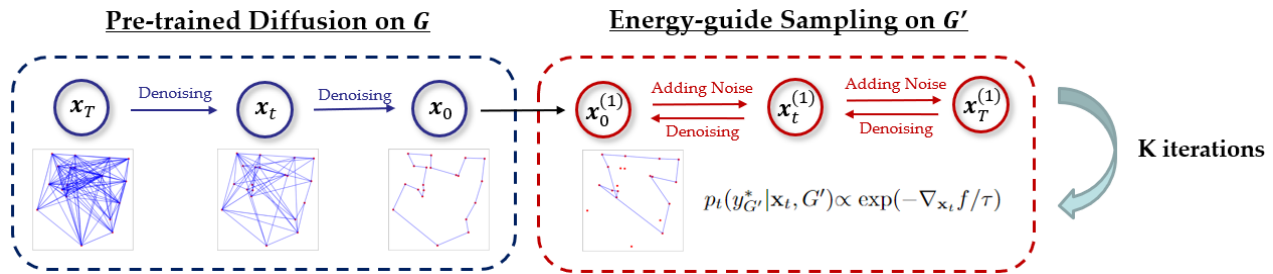 Pre-trained Diffusion on G
Energy-guide Sampling on G′
x_T
Denoising
x_t
Denoising
x_0
x_0^{(1)}
Adding Noise
Denoising
x_t^{(1)}
Adding Noise
Denoising
x_T^{(1)}
K iterations
p_t(y*_{G′}|x_t, G′)∝ exp(−∇_{x_t} f/τ)